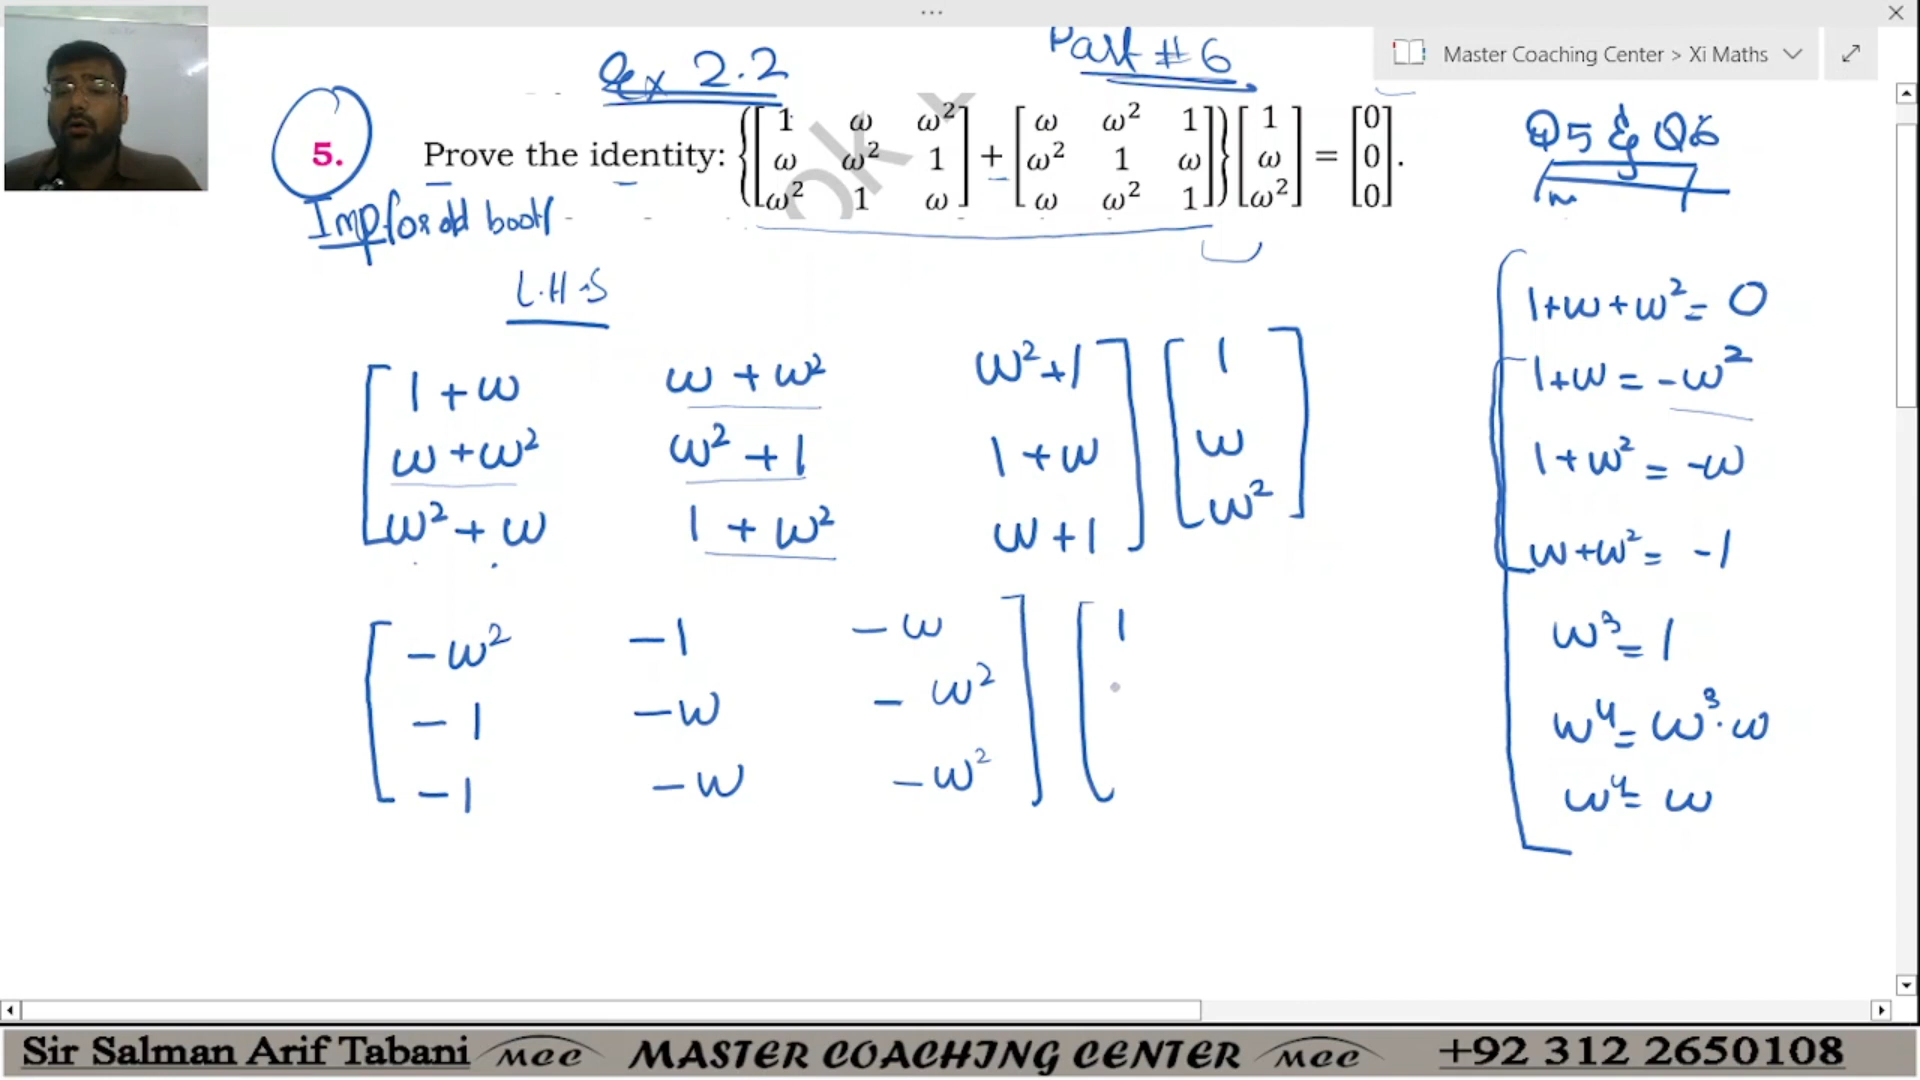 Ex 2.2
Part # 6
Master Coaching Center > Xi Maths
5. Prove the identity: {[1 ω ω² ; ω ω² 1 ; ω² 1 ω] + [ω ω² 1 ; ω² 1 ω ; ω ω² 1]} [1 ; ω ; ω²] = [0 ; 0 ; 0].
Q5 & Q6
Imp for old book
L.H.S
[1+ω ω+ω² ω²+1] [1]
[ω+ω² ω²+1 1+ω] [ω]
[ω²+ω 1+ω² ω+1] [ω²]
[-ω² -1 -ω] [1
[-1 -ω -ω²]
[-1 -ω -ω²]
1+ω+ω² = 0
1+ω = -ω²
1+ω² = -ω
ω+ω² = -1
ω³ = 1
ω⁴ = ω³·ω
ω⁴ = ω
Sir Salman Arif Tabani MCC MASTER COACHING CENTER MCC +92 312 2650108